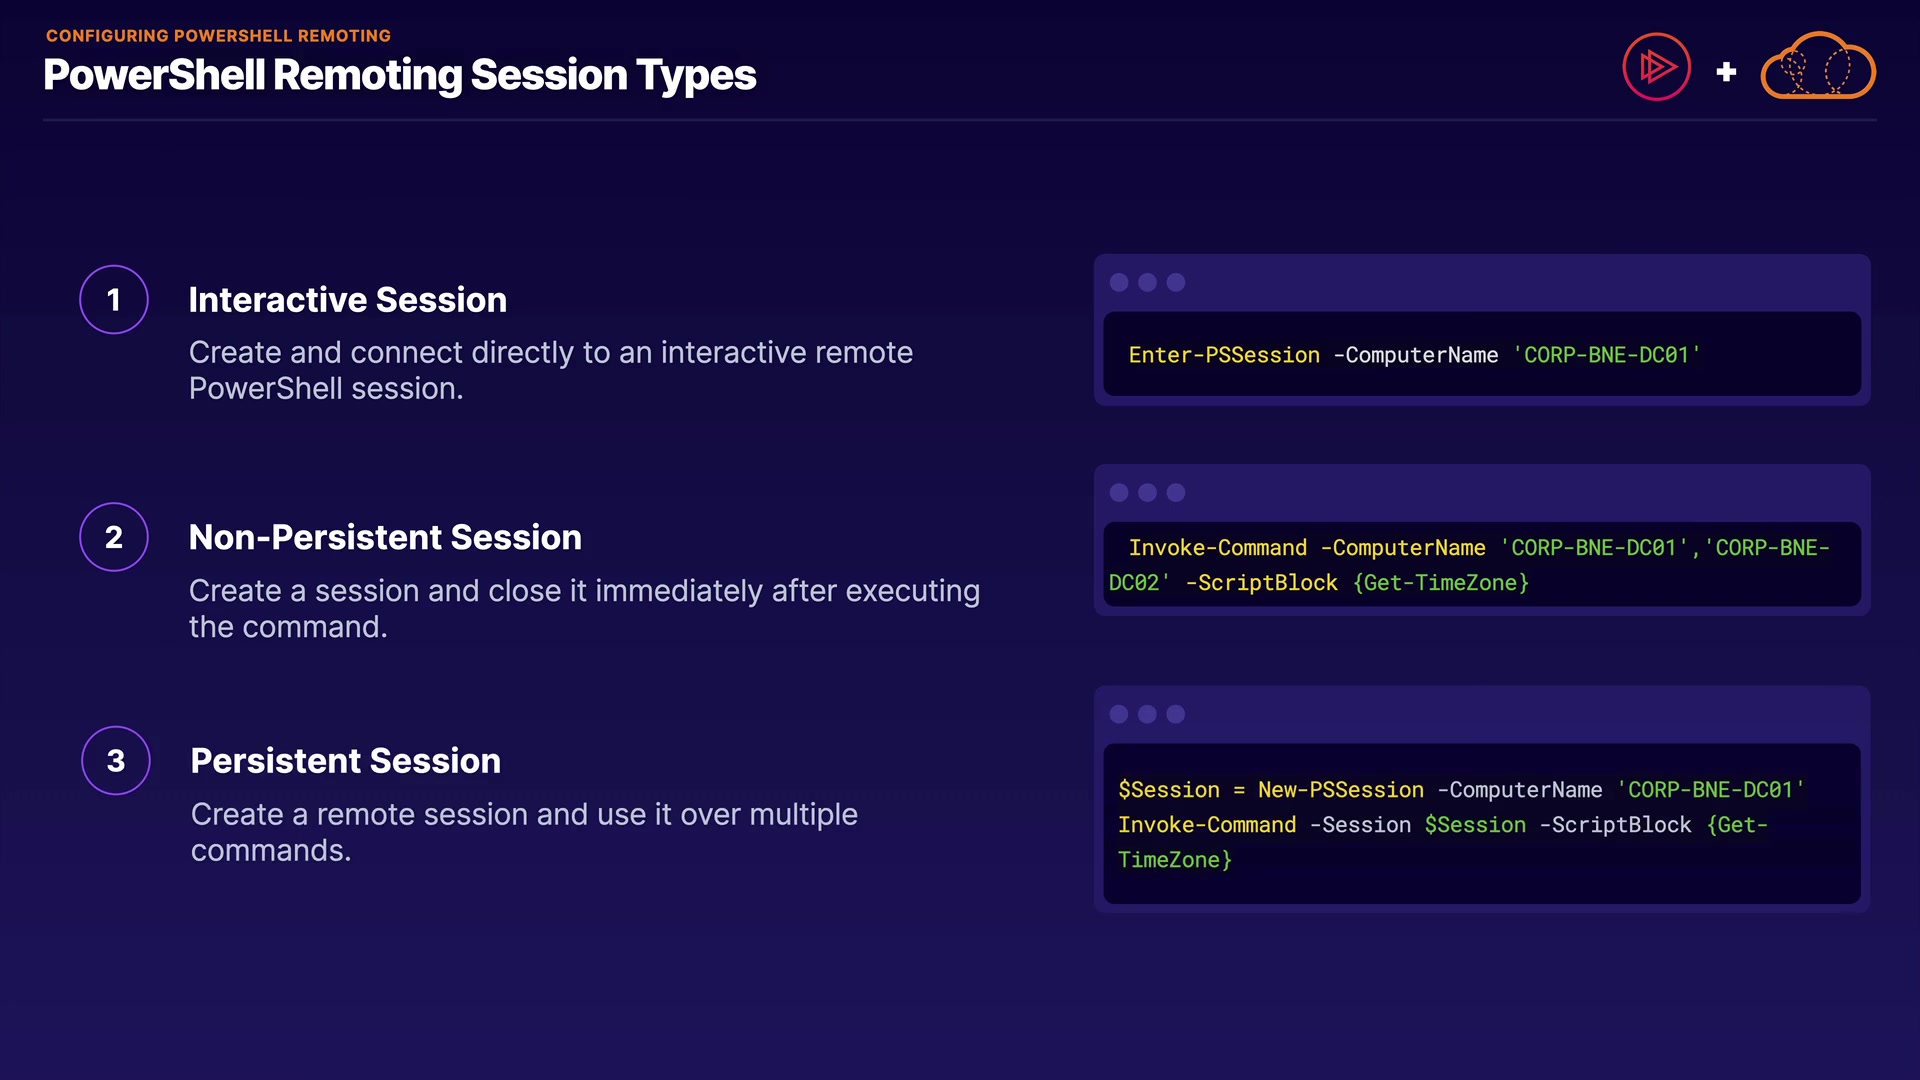 CONFIGURING POWERSHELL REMOTING
PowerShell Remoting Session Types
1
Interactive Session
Create and connect directly to an interactive remote
PowerShell session.
Enter-PSSession -ComputerName 'CORP-BNE-DC01'
2
Non-Persistent Session
Create a session and close it immediately after executing
the command.
Invoke-Command -ComputerName 'CORP-BNE-DC01','CORP-BNE-
DC02' -ScriptBlock {Get-TimeZone}
3
Persistent Session
Create a remote session and use it over multiple
commands.
$Session = New-PSSession -ComputerName 'CORP-BNE-DC01'
Invoke-Command -Session $Session -ScriptBlock {Get-
TimeZone}